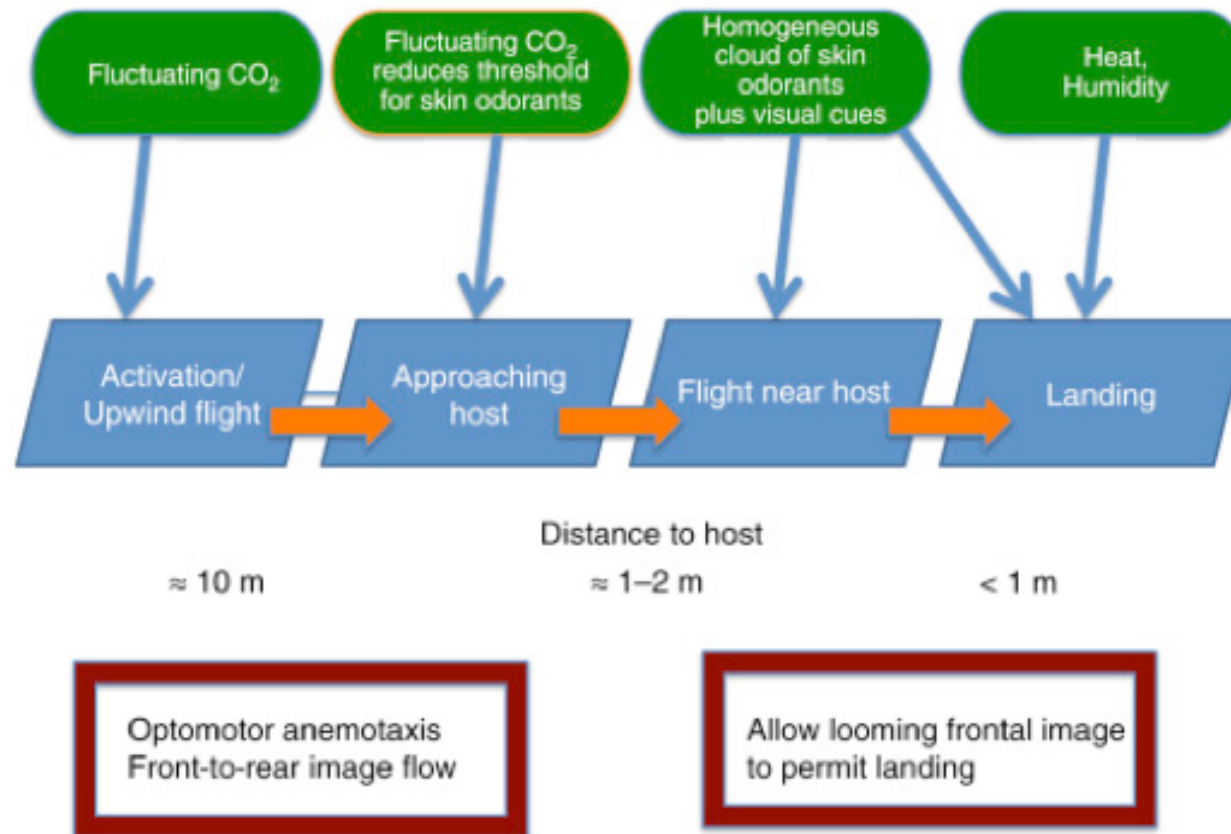 Fluctuating CO₂
Fluctuating CO₂
reduces threshold
for skin odorants
Homogeneous
cloud of skin
odorants
plus visual cues
Heat,
Humidity
Activation/
Upwind flight
Approaching
host
Flight near host
Landing
Distance to host
≈ 10 m
≈ 1–2 m
< 1 m
Optomotor anemotaxis
Front-to-rear image flow
Allow looming frontal image
to permit landing